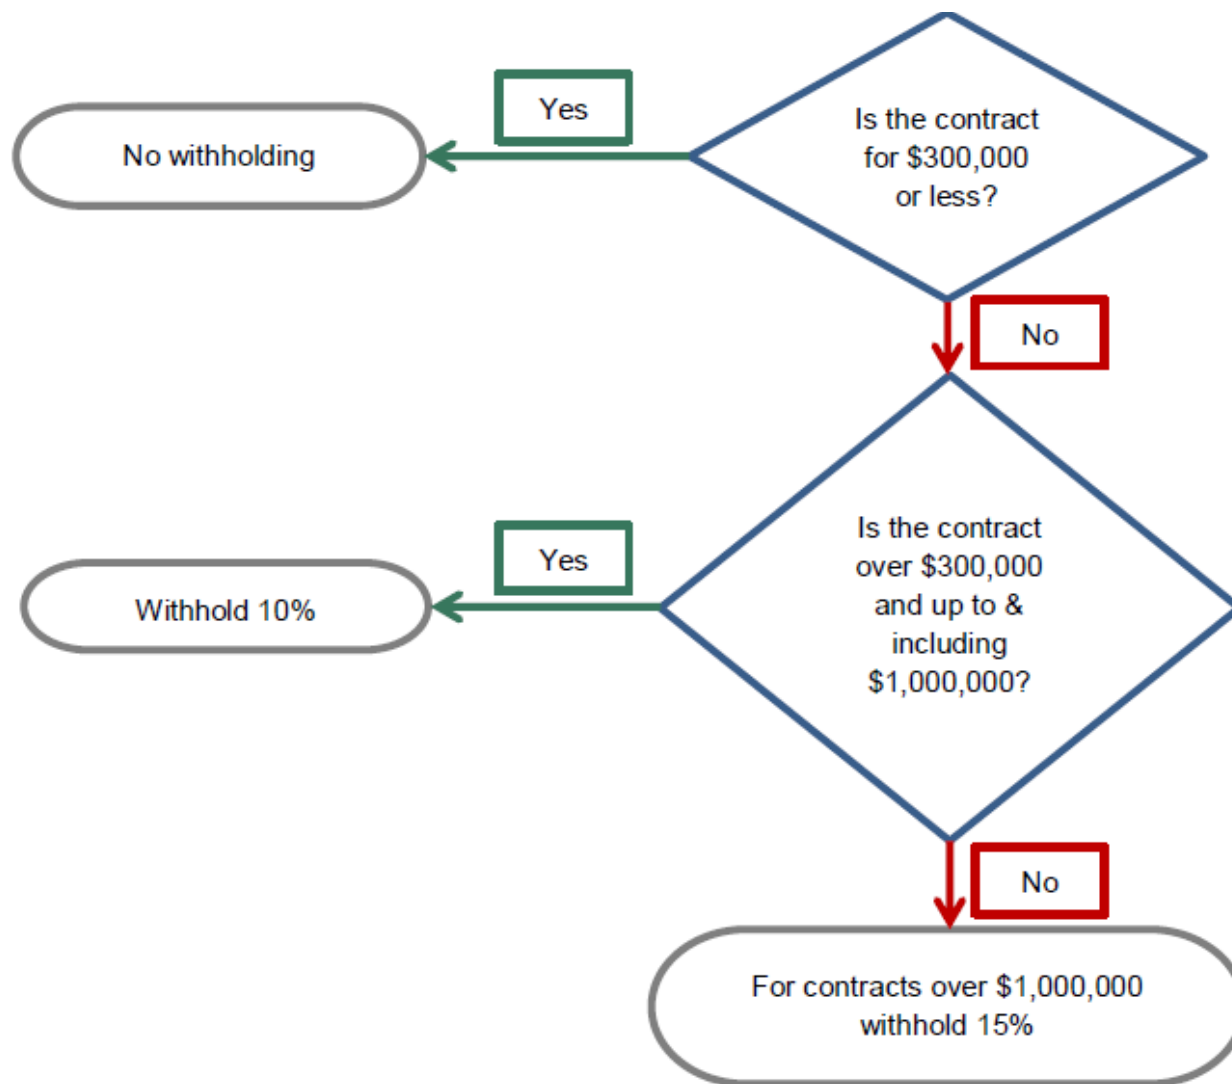 Is the contract
for $300,000
or less?
Yes
No withholding
No
Is the contract
over $300,000
and up to &
including
$1,000,000?
Yes
Withhold 10%
No
For contracts over $1,000,000
withhold 15%